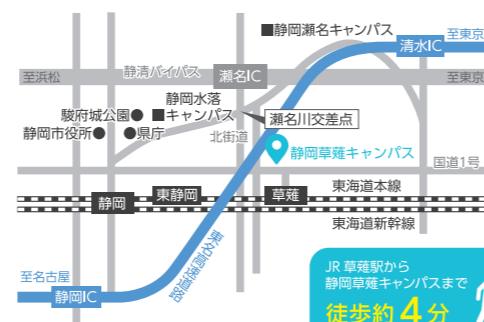 ■静岡瀬名キャンパス
清水IC
至東京
至浜松
静清バイパス
瀬名IC
至東京
静岡水落
■キャンパス
駿府城公園●
静岡市役所●
●県庁
北街道
瀬名川交差点
静岡草薙キャンパス
国道1号
静岡
東静岡
草薙
東海道本線
東海道新幹線
東名高速道路
至名古屋
静岡IC
JR 草薙駅から
静岡草薙キャンパスまで
徒歩約4分